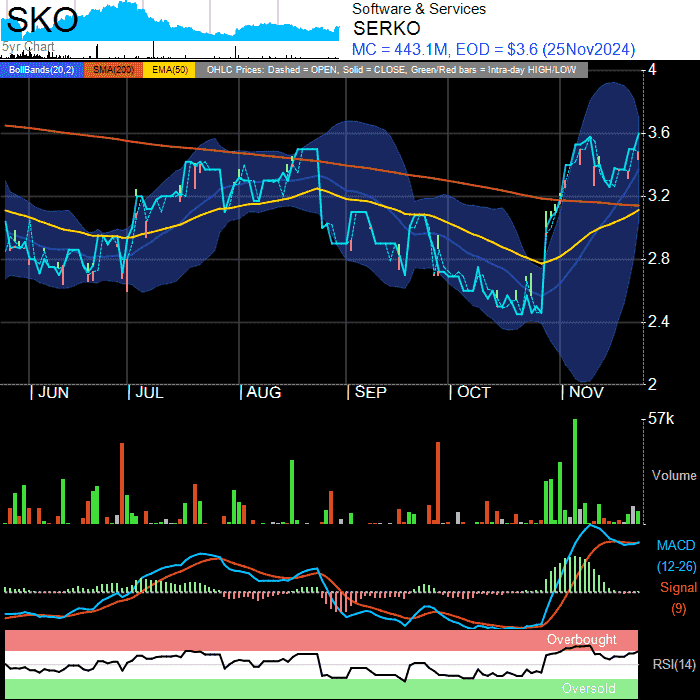 SKO
5yr Chart
Software & Services
SERKO
MC = 443.1M, EOD = $3.6 (25Nov2024)
BollBands(20,2) SMA(200) EMA(50) OHLC Prices: Dashed = OPEN, Solid = CLOSE, Green/Red bars = Intra-day HIGH/LOW
4
3.6
3.2
2.8
2.4
2
| JUN | JUL | AUG | SEP | OCT | NOV
57k
Volume
MACD
(12-26)
Signal
(9)
Overbought
RSI(14)
Oversold